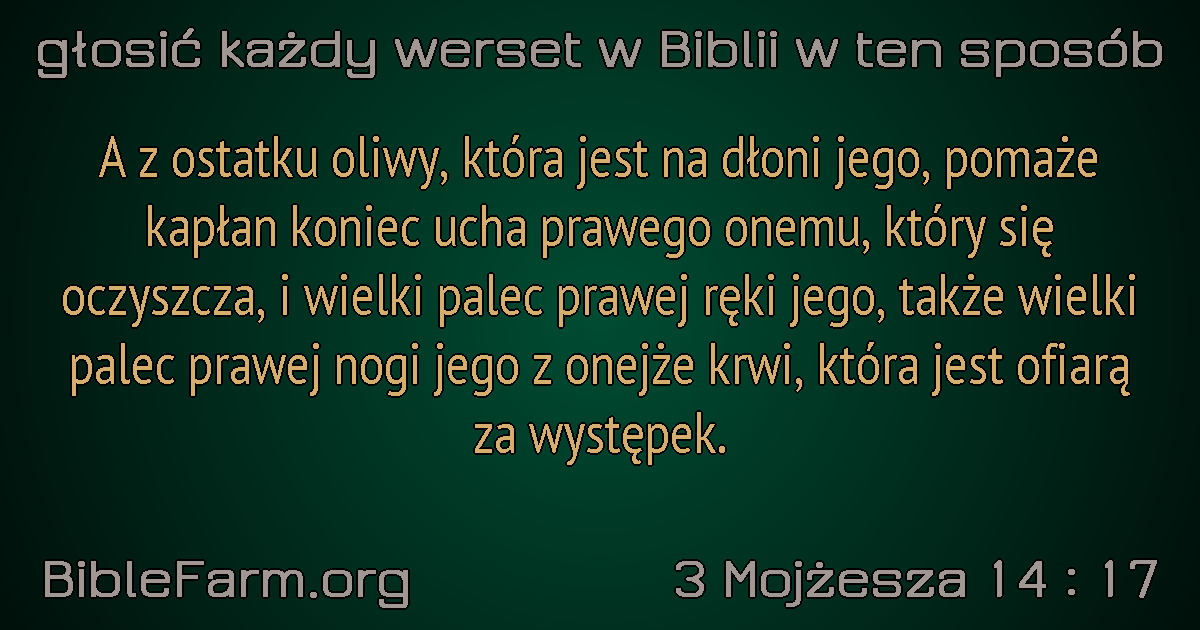 głosić każdy werset w Biblii w ten sposób
A z ostatku oliwy, która jest na dłoni jego, pomaże
kapłan koniec ucha prawego onemu, który się
oczyszcza, i wielki palec prawej ręki jego, także wielki
palec prawej nogi jego z onejże krwi, która jest ofiarą
za występek.
BibleFarm.org
3 Mojżesza 14 : 17